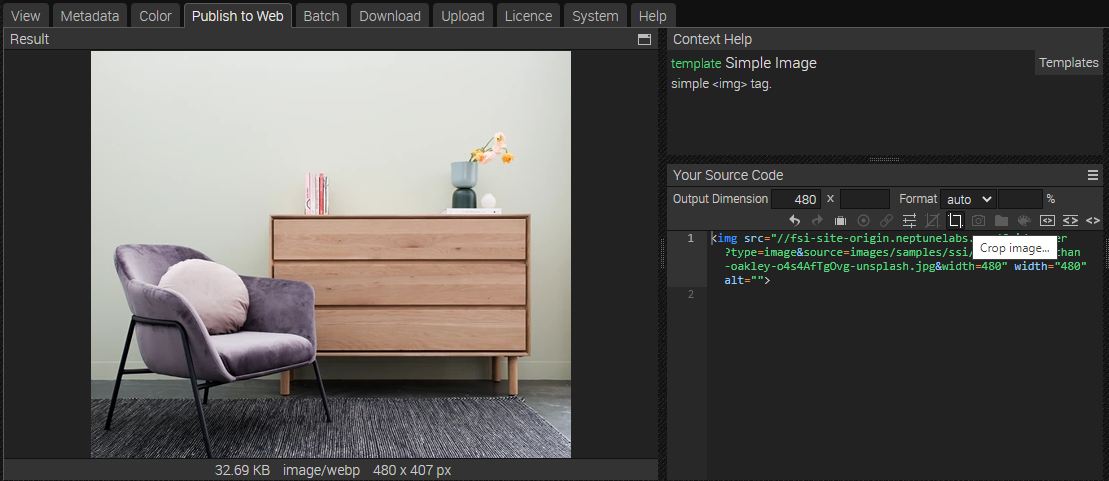 View Metadata Color Publish to Web Batch Download Upload Licence System Help
Result
Context Help
template Simple Image
Templates
simple <img> tag.
Your Source Code
Output Dimension 480 x Format auto %
Crop image...
1 <img src="//fsi-site-origin.neptunelabs.
?type=image&source=images/samples/ssi/
-oakley-o4s4AfTgOvg-unsplash.jpg&width=480" width="480"
alt="">
2
32.69 KB image/webp 480 x 407 px